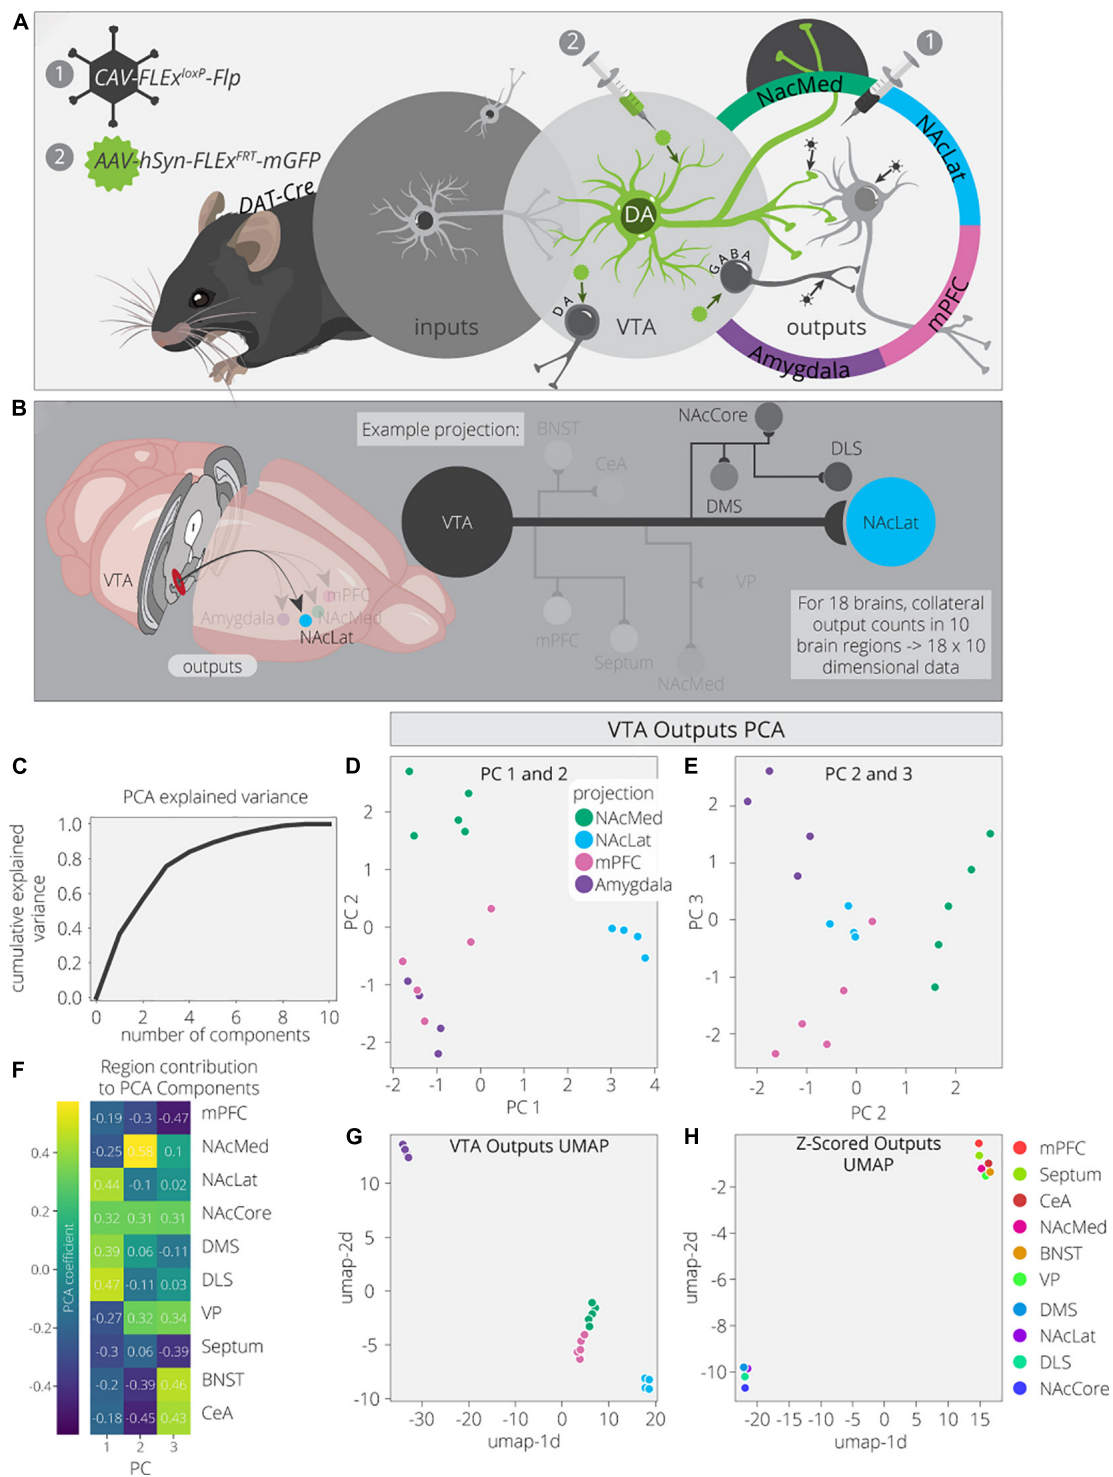 A
1
CAV-FLEx^loxP-Flp
2
AAV-hSyn-FLEx^FRT-mGFP
DAT-Cre
inputs
2
DA
DA
GABA
VTA
1
NacMed
NAcLat
mPFC
Amygdala
outputs
B
VTA
Amygdala
mPFC
NAcMed
NAcLat
outputs
Example projection:
BNST
CeA
NAcCore
DLS
DMS
VTA
NAcLat
VP
mPFC
Septum
NAcMed
For 18 brains, collateral
output counts in 10
brain regions -> 18 x 10
dimensional data
VTA Outputs PCA
C
PCA explained variance
cumulative explained
variance
1.0
0.8
0.6
0.4
0.2
0.0
0 2 4 6 8 10
number of components
D
PC 1 and 2
projection
NAcMed
NAcLat
mPFC
Amygdala
PC 2
2
1
0
-1
-2
-2 -1 0 1 2 3 4
PC 1
E
PC 2 and 3
PC 3
2
1
0
-1
-2
-2 -1 0 1 2
PC 2
F
Region contribution
to PCA Components
PCA coefficient
0.4
0.2
0.0
-0.2
-0.4
-0.19 -0.3 -0.47 mPFC
-0.25 0.58 0.1 NAcMed
0.44 -0.1 0.02 NAcLat
0.32 0.31 0.31 NAcCore
0.39 0.06 -0.11 DMS
0.47 -0.11 0.03 DLS
-0.27 0.32 0.34 VP
-0.3 0.06 -0.39 Septum
-0.2 -0.39 0.46 BNST
-0.18 -0.45 0.43 CeA
1 2 3
PC
G
VTA Outputs UMAP
umap-2d
10
5
0
-5
-10
-30 -20 -10 0 10 20
umap-1d
H
Z-Scored Outputs
UMAP
umap-2d
-2
-4
-6
-8
-10
-20 -15 -10 -5 0 5 10 15
umap-1d
mPFC
Septum
CeA
NAcMed
BNST
VP
DMS
NAcLat
DLS
NAcCore